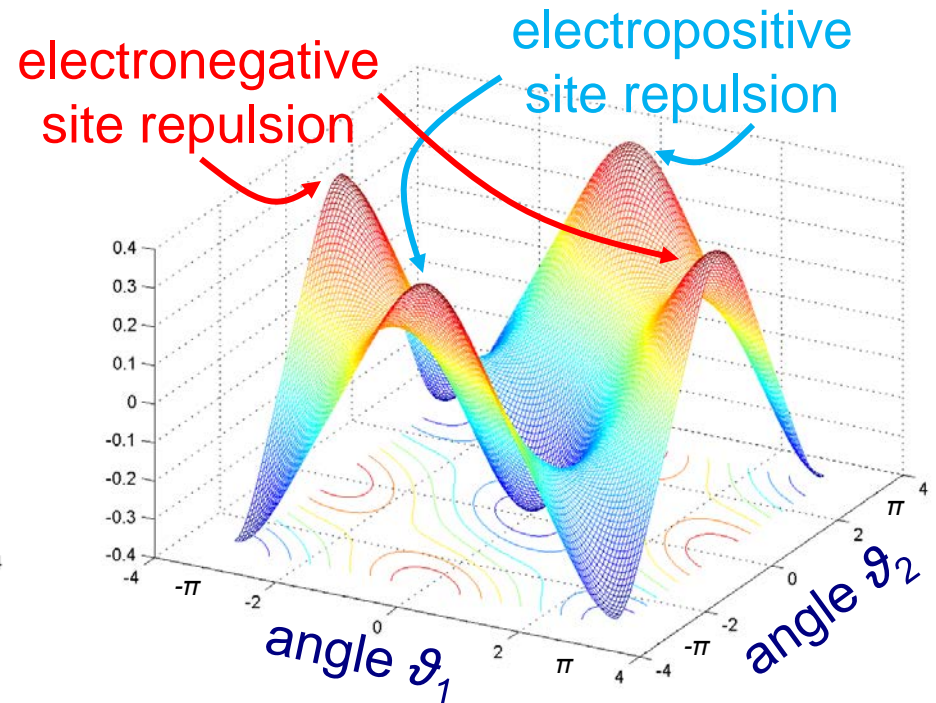 electronegative
site repulsion
electropositive
site repulsion
0.4
0.3
0.2
0.1
0
-0.1
-0.2
-0.3
-0.4
-4
-π
-2
0
2
π
4
angle ϑ1
-4
-π
-2
0
2
π
4
angle ϑ2